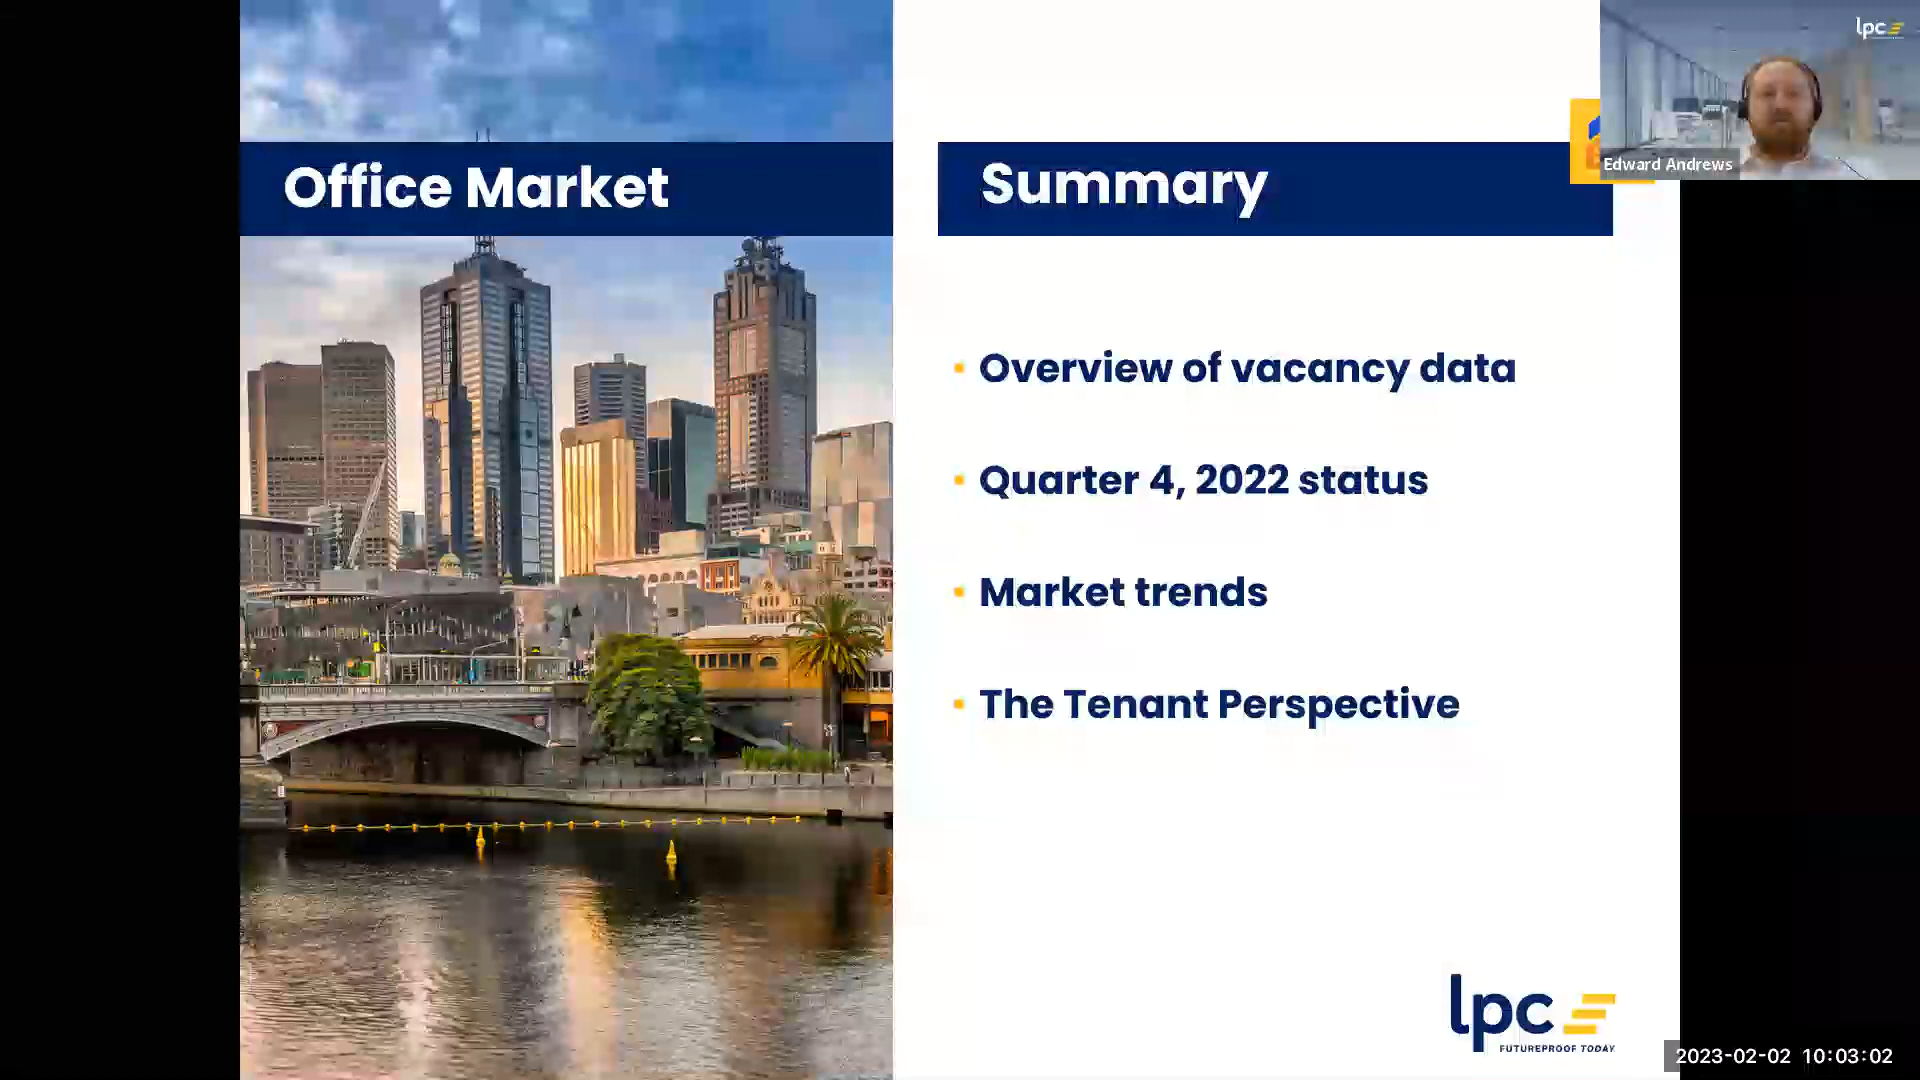 Office Market
Summary
lpc
Edward Andrews
Overview of vacancy data
Quarter 4, 2022 status
Market trends
The Tenant Perspective
lpc
FUTUREPROOF TODAY
2023-02-02 10:03:02